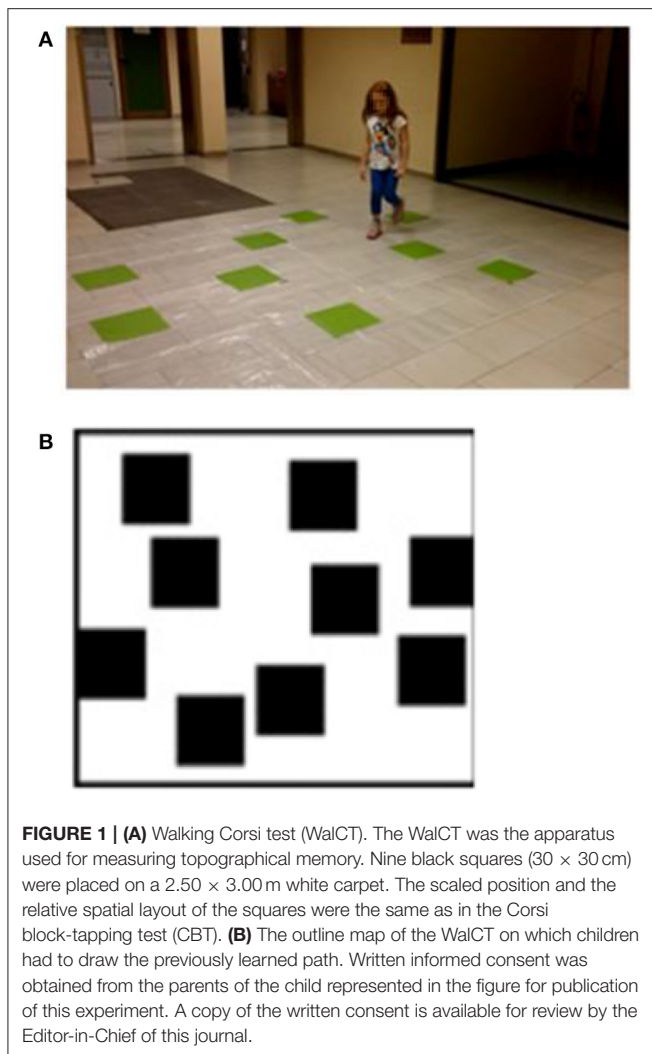 A
B
FIGURE 1 | (A) Walking Corsi test (WalCT). The WalCT was the apparatus
used for measuring topographical memory. Nine black squares (30 × 30 cm)
were placed on a 2.50 × 3.00 m white carpet. The scaled position and the
relative spatial layout of the squares were the same as in the Corsi
block-tapping test (CBT). (B) The outline map of the WalCT on which children
had to draw the previously learned path. Written informed consent was
obtained from the parents of the child represented in the figure for publication
of this experiment. A copy of the written consent is available for review by the
Editor-in-Chief of this journal.